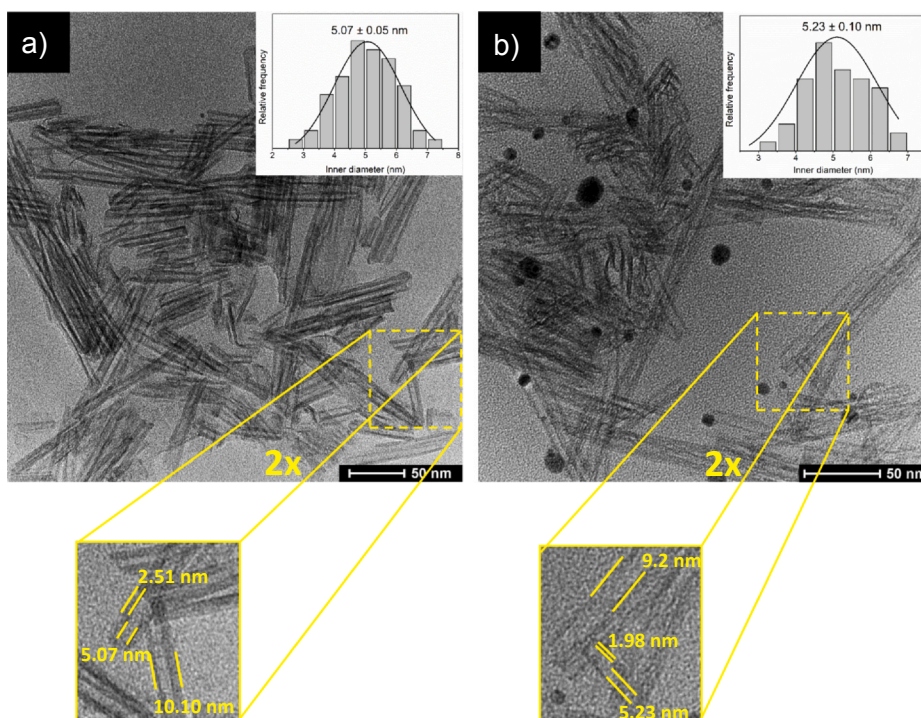 a)
5.07 ± 0.05 nm
Relative frequency
2 3 4 5 6 7 8
Inner diameter (nm)
2x
50 nm
2.51 nm
5.07 nm
10.10 nm
b)
5.23 ± 0.10 nm
Relative frequency
3 4 5 6 7
Inner diameter (nm)
2x
50 nm
9.2 nm
1.98 nm
5.23 nm